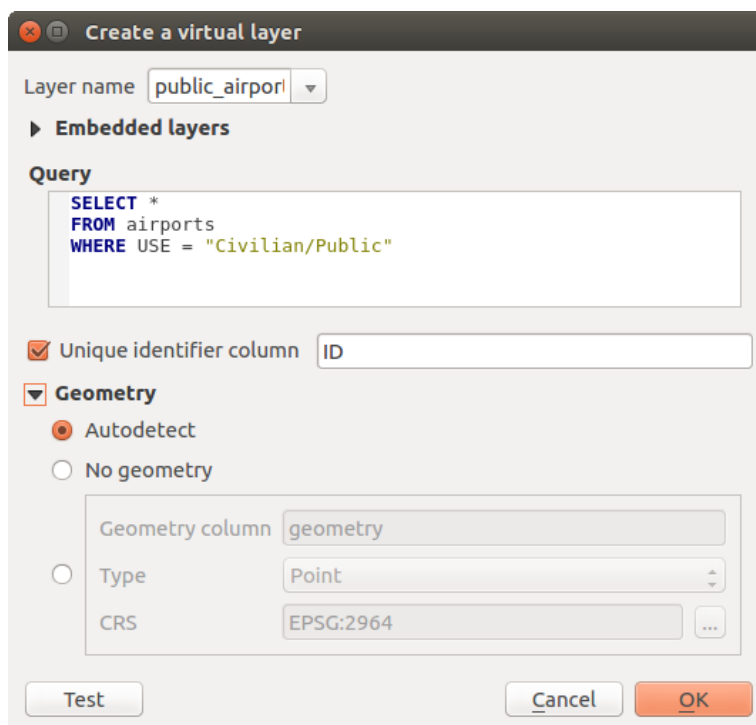 Create a virtual layer
Layer name public_airport
Embedded layers
Query
SELECT *
FROM airports
WHERE USE = "Civilian/Public"
Unique identifier column ID
Geometry
Autodetect
No geometry
Geometry column geometry
Type Point
CRS EPSG:2964 ...
Test Cancel OK